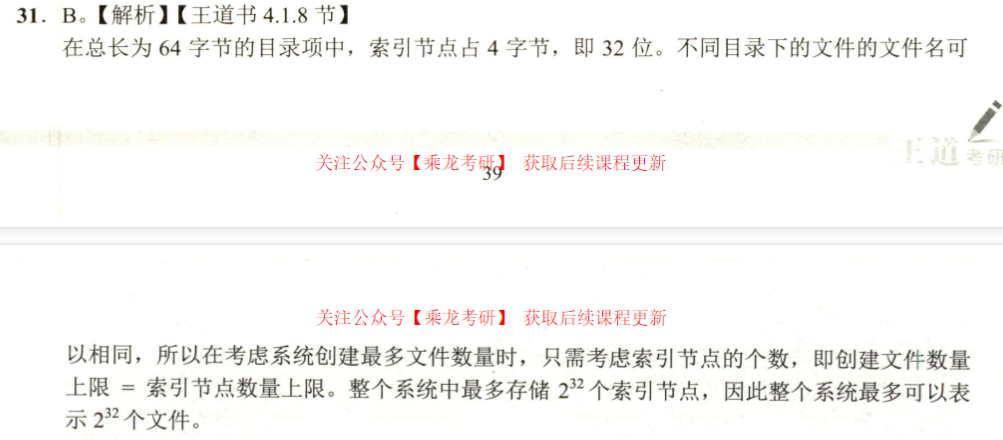 31．B。【解析】【王道书 4.1.8 节】
在总长为 64 字节的目录项中，索引节点占 4 字节，即 32 位。不同目录下的文件的文件名可
王道考研
关注公众号【乘龙考研】 获取后续课程更新
39
关注公众号【乘龙考研】 获取后续课程更新
以相同，所以在考虑系统创建最多文件数量时，只需考虑索引节点的个数，即创建文件数量
上限 = 索引节点数量上限。整个系统中最多存储 2³² 个索引节点，因此整个系统最多可以表
示 2³² 个文件。